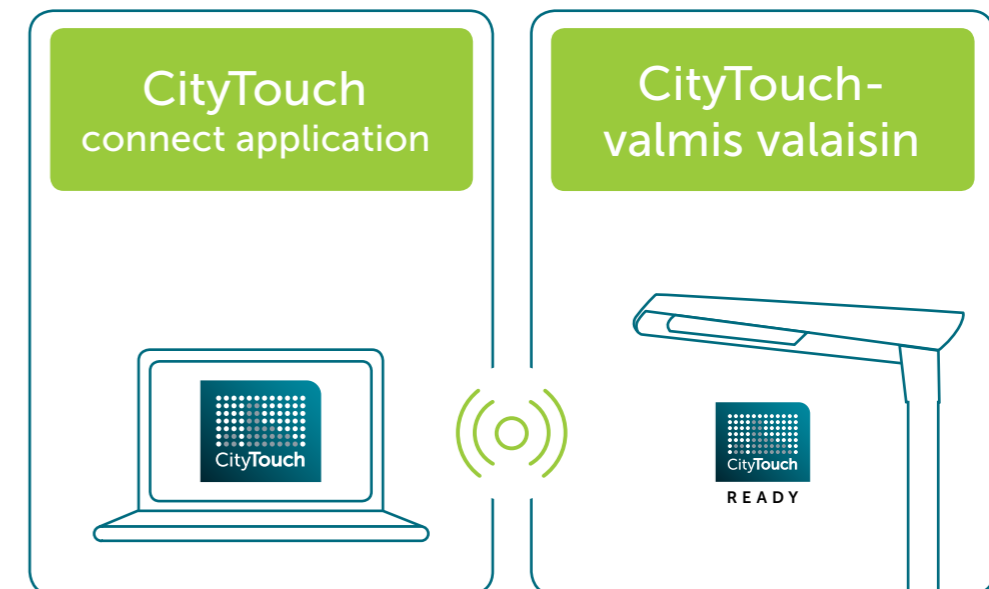 CityTouch
connect application
CityTouch-
valmis valaisin
CityTouch
CityTouch
READY